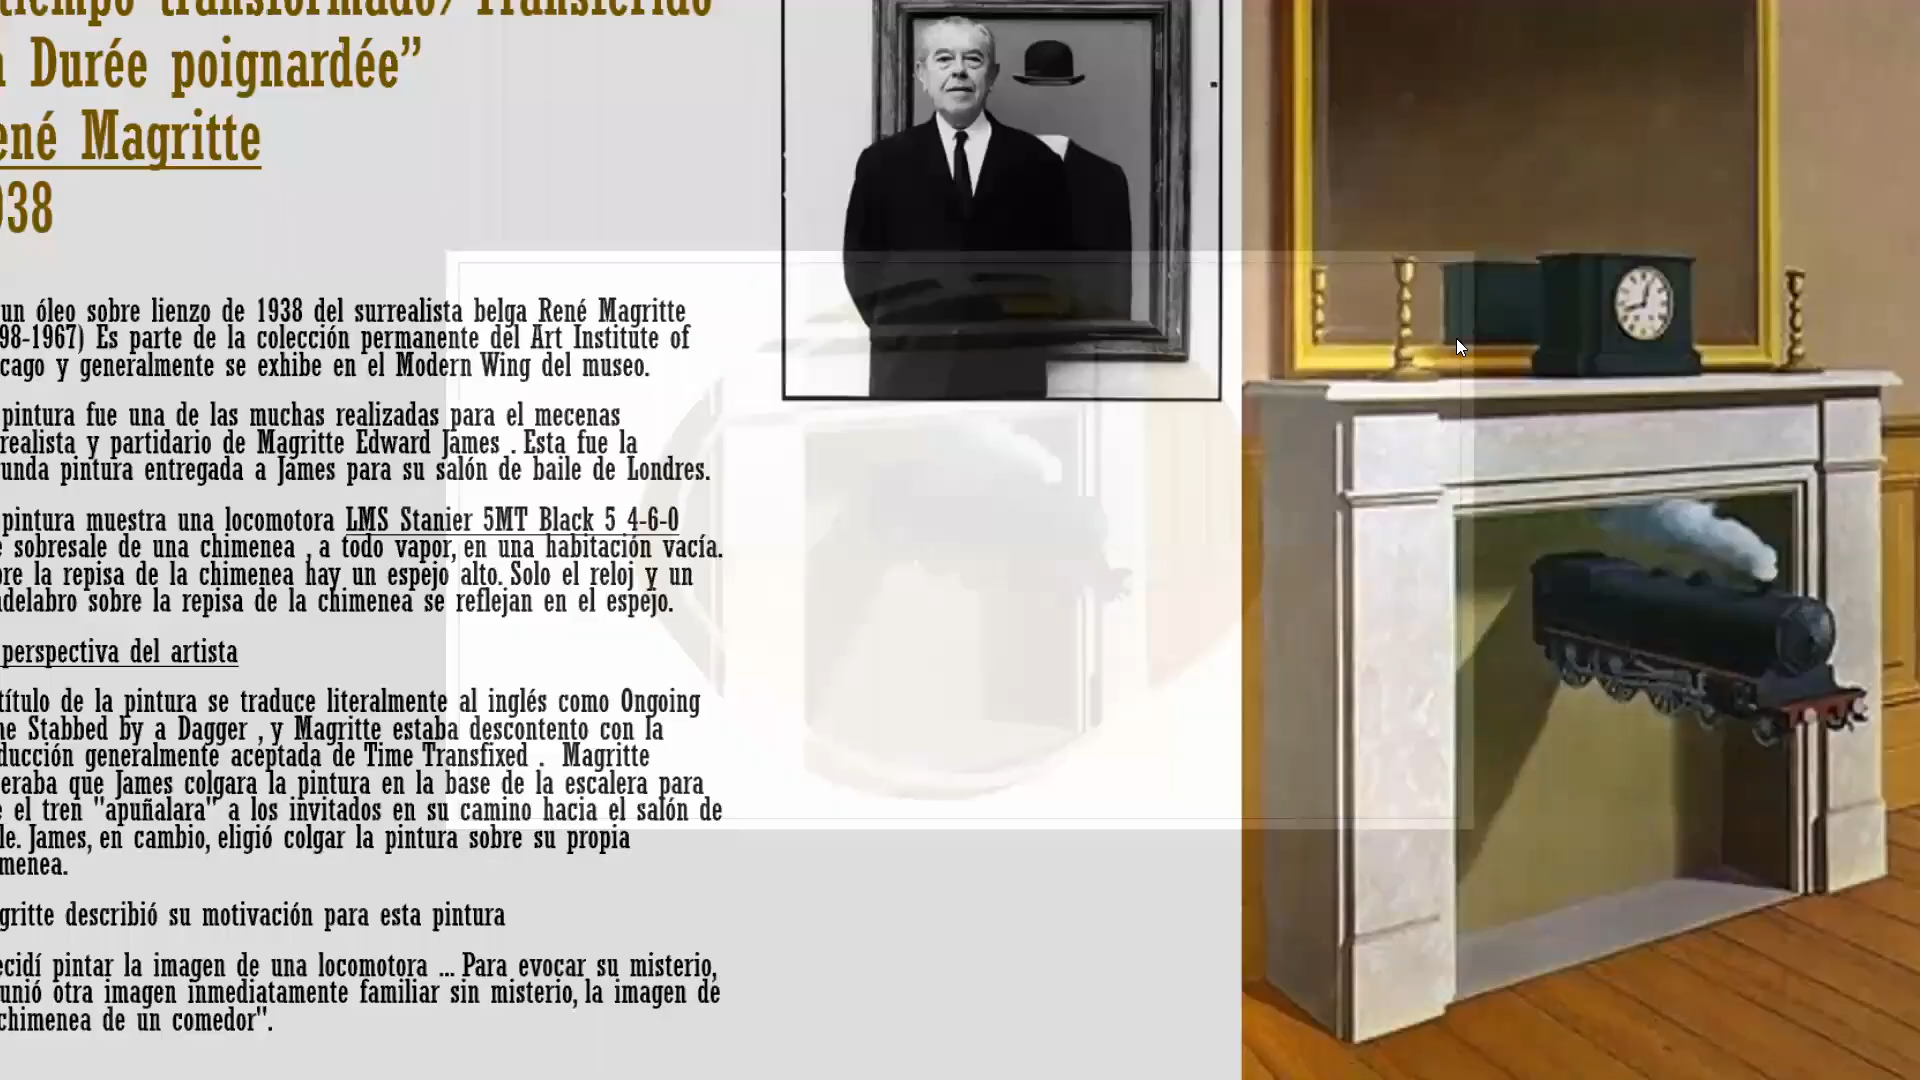 tiempo transformado/Transferido
Durée poignardée”
ené Magritte
938
un óleo sobre lienzo de 1938 del surrealista belga René Magritte
98-1967) Es parte de la colección permanente del Art Institute of
cago y generalmente se exhibe en el Modern Wing del museo.
pintura fue una de las muchas realizadas para el mecenas
realista y partidario de Magritte Edward James . Esta fue la
unda pintura entregada a James para su salón de baile de Londres.
pintura muestra una locomotora LMS Stanier 5MT Black 5 4-6-0
e sobresale de una chimenea , a todo vapor, en una habitación vacía.
bre la repisa de la chimenea hay un espejo alto. Solo el reloj y un
ndelabro sobre la repisa de la chimenea se reflejan en el espejo.
perspectiva del artista
título de la pintura se traduce literalmente al inglés como Ongoing
me Stabbed by a Dagger , y Magritte estaba descontento con la
ducción generalmente aceptada de Time Transfixed . Magritte
eraba que James colgara la pintura en la base de la escalera para
e el tren "apuñalara" a los invitados en su camino hacia el salón de
le. James, en cambio, eligió colgar la pintura sobre su propia
menea.
gritte describió su motivación para esta pintura
ecidí pintar la imagen de una locomotora ... Para evocar su misterio,
unió otra imagen inmediatamente familiar sin misterio, la imagen de
chimenea de un comedor".